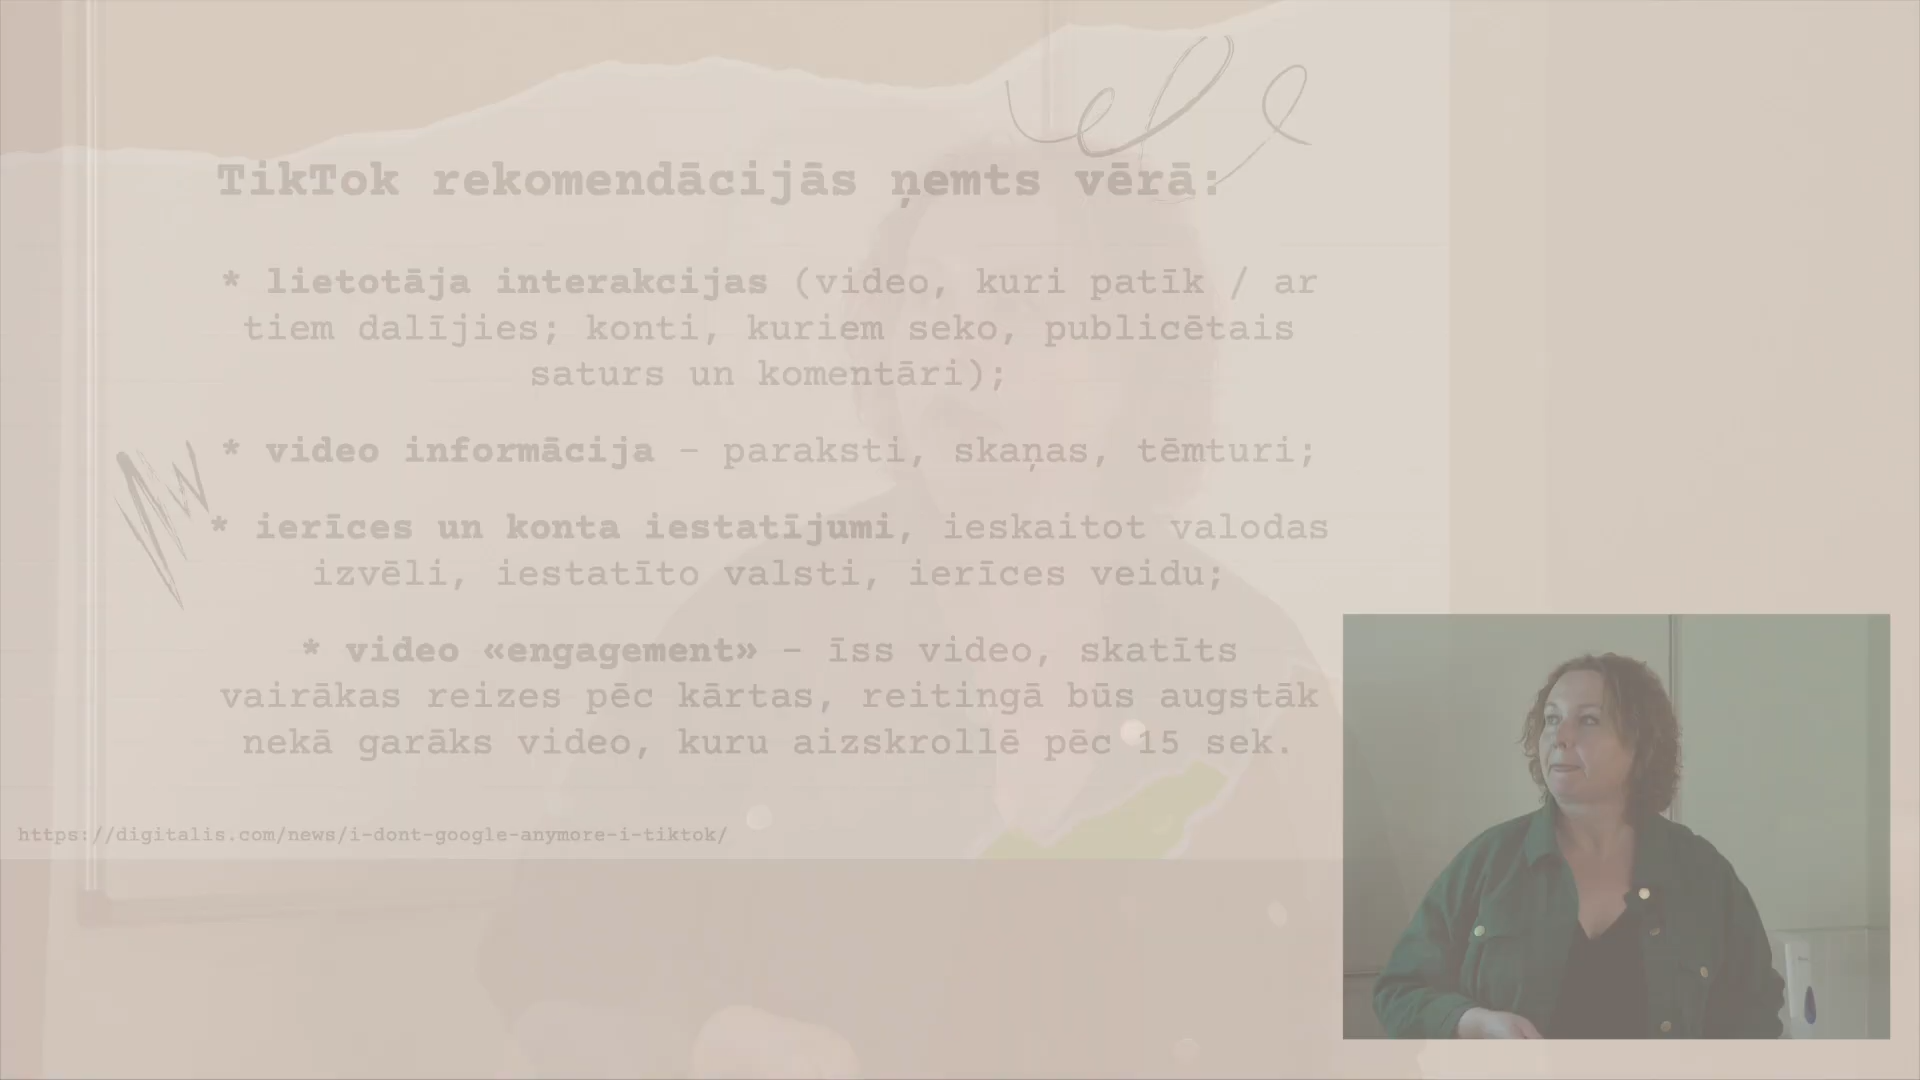 TikTok rekomendācijās ņemts vērā:
* lietotāja interakcijas (video, kuri patīk / ar
tiem dalījies; konti, kuriem seko, publicētais
saturs un komentāri);
* video informācija – paraksti, skaņas, tēmturi;
* ierīces un konta iestatījumi, ieskaitot valodas
izvēli, iestatīto valsti, ierīces veidu;
* video «engagement» – īss video, skatīts
vairākas reizes pēc kārtas, reitingā būs augstāk
nekā garāks video, kuru aizskrollē pēc 15 sek.
https://digitalis.com/news/i-dont-google-anymore-i-tiktok/